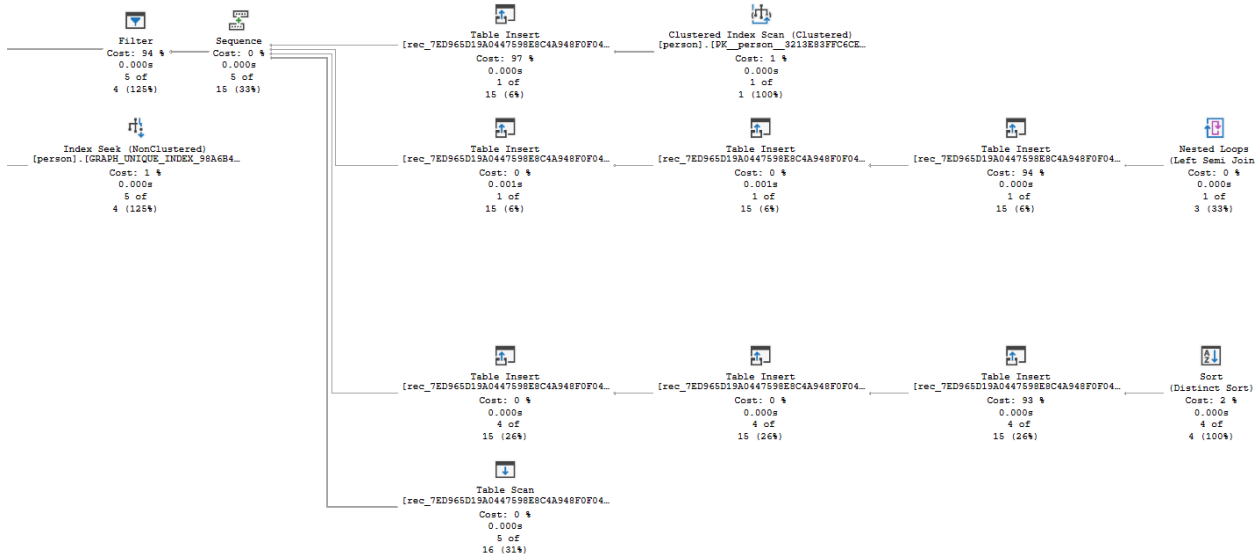 Filter
Cost: 94 %
0.000s
5 of
4 (125%)
Sequence
Cost: 0 %
0.000s
5 of
15 (33%)
Table Insert
[rec_7ED965D19A0447598E8C4A948F0F04…
Cost: 97 %
0.000s
1 of
15 (6%)
Clustered Index Scan (Clustered)
[person].[PK__person__3213E83FFC6CE…
Cost: 1 %
0.000s
1 of
1 (100%)
Index Seek (NonClustered)
[person].[GRAPH_UNIQUE_INDEX_98A6B4…
Cost: 1 %
0.000s
5 of
4 (125%)
Table Insert
[rec_7ED965D19A0447598E8C4A948F0F04…
Cost: 0 %
0.001s
1 of
15 (6%)
Table Insert
[rec_7ED965D19A0447598E8C4A948F0F04…
Cost: 0 %
0.001s
1 of
15 (6%)
Table Insert
[rec_7ED965D19A0447598E8C4A948F0F04…
Cost: 94 %
0.000s
1 of
15 (6%)
Nested Loops
(Left Semi Join
Cost: 0 %
0.000s
1 of
3 (33%)
Table Insert
[rec_7ED965D19A0447598E8C4A948F0F04…
Cost: 0 %
0.000s
4 of
15 (26%)
Table Insert
[rec_7ED965D19A0447598E8C4A948F0F04…
Cost: 0 %
0.000s
4 of
15 (26%)
Table Insert
[rec_7ED965D19A0447598E8C4A948F0F04…
Cost: 93 %
0.000s
4 of
15 (26%)
Sort
(Distinct Sort)
Cost: 2 %
0.000s
4 of
4 (100%)
Table Scan
[rec_7ED965D19A0447598E8C4A948F0F04…
Cost: 0 %
0.000s
5 of
16 (31%)